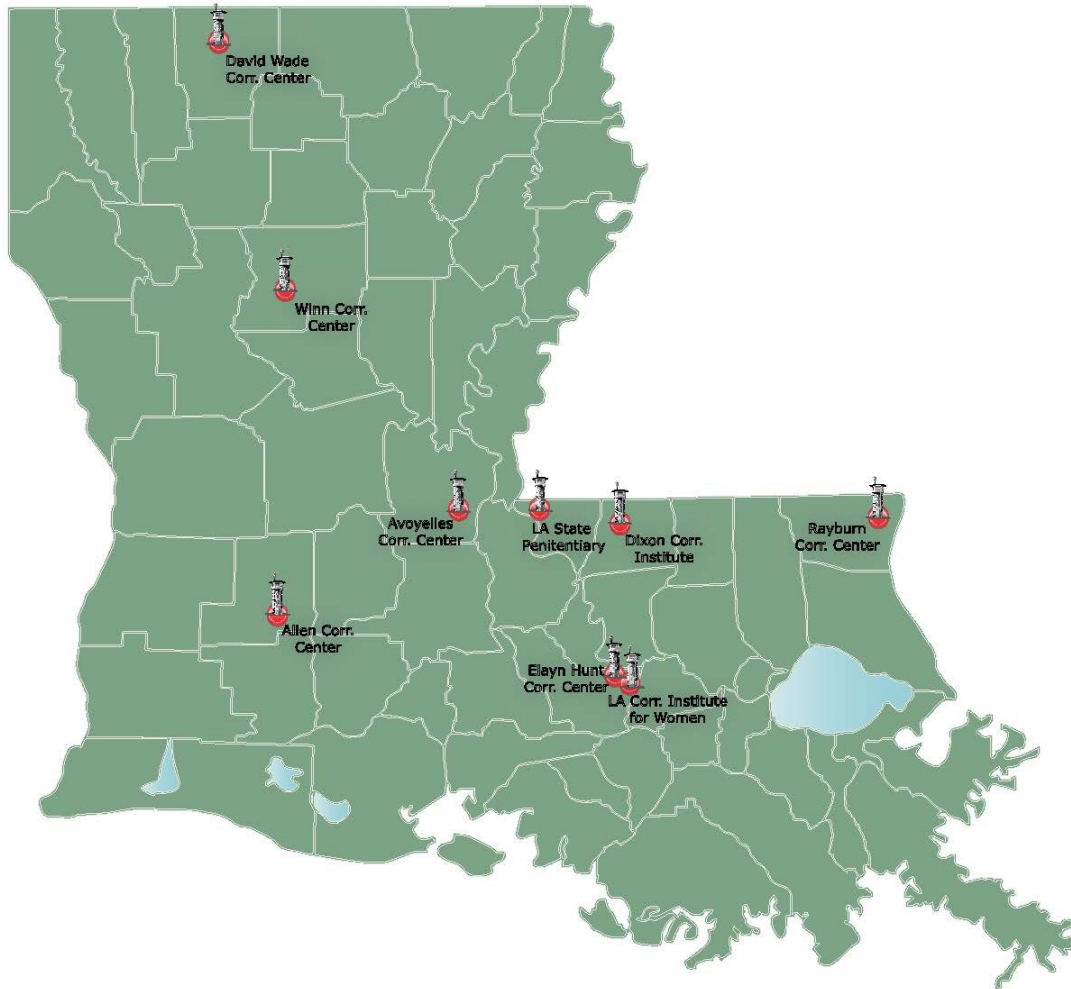 David Wade
Corr. Center
Winn Corr.
Center
Avoyelles
Corr. Center
LA State
Penitentiary
Dixon Corr.
Institute
Rayburn
Corr. Center
Allen Corr.
Center
Elayn Hunt
Corr. Center
LA Corr. Institute
for Women